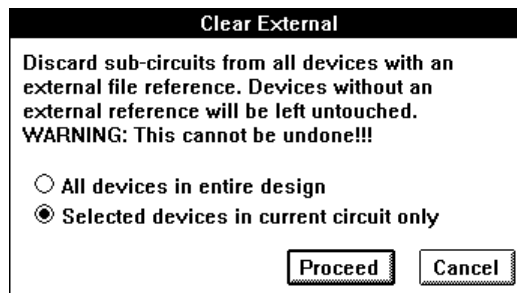 Clear External
Discard sub-circuits from all devices with an
external file reference. Devices without an
external reference will be left untouched.
WARNING: This cannot be undone!!!
All devices in entire design
Selected devices in current circuit only
Proceed
Cancel